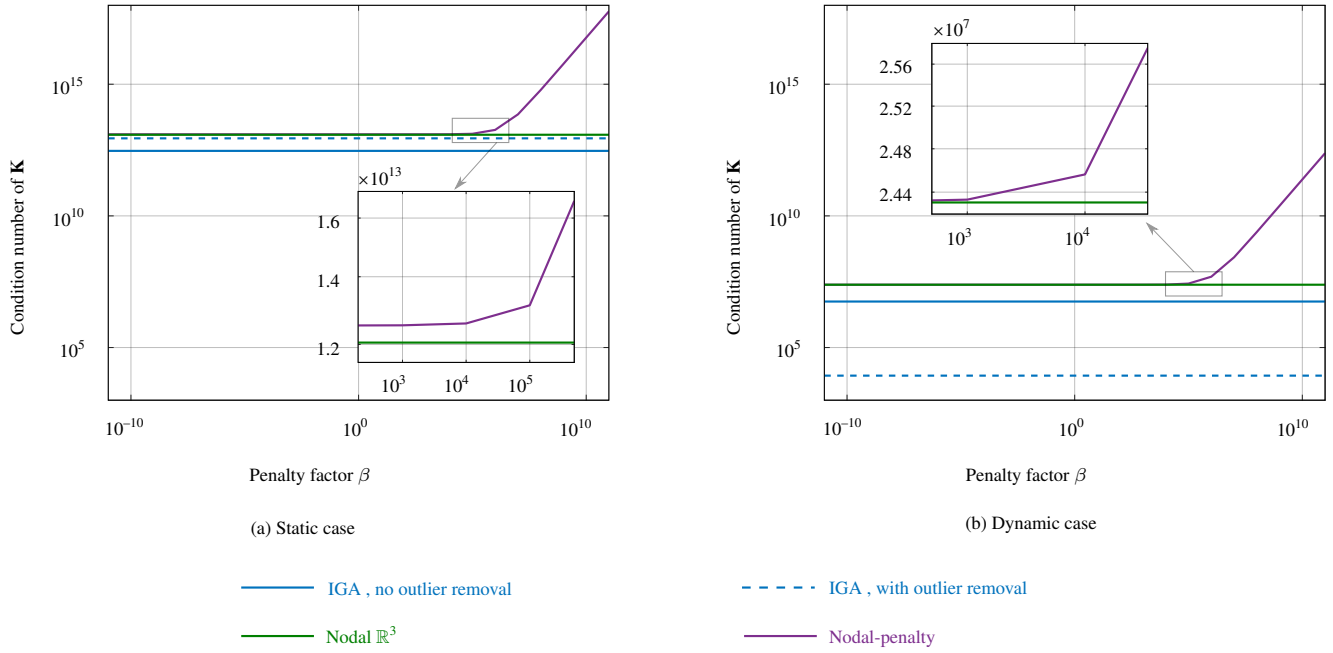 ×10^13
1.6
1.4
1.2
10^3 10^4 10^5
10^15
10^10
10^5
10^−10 10^0 10^10
Condition number of K
Penalty factor β
(a) Static case
×10^7
2.56
2.52
2.48
2.44
10^3 10^4
10^15
10^10
10^5
10^−10 10^0 10^10
Condition number of K
Penalty factor β
(b) Dynamic case
IGA , no outlier removal
IGA , with outlier removal
Nodal ℝ^3
Nodal-penalty